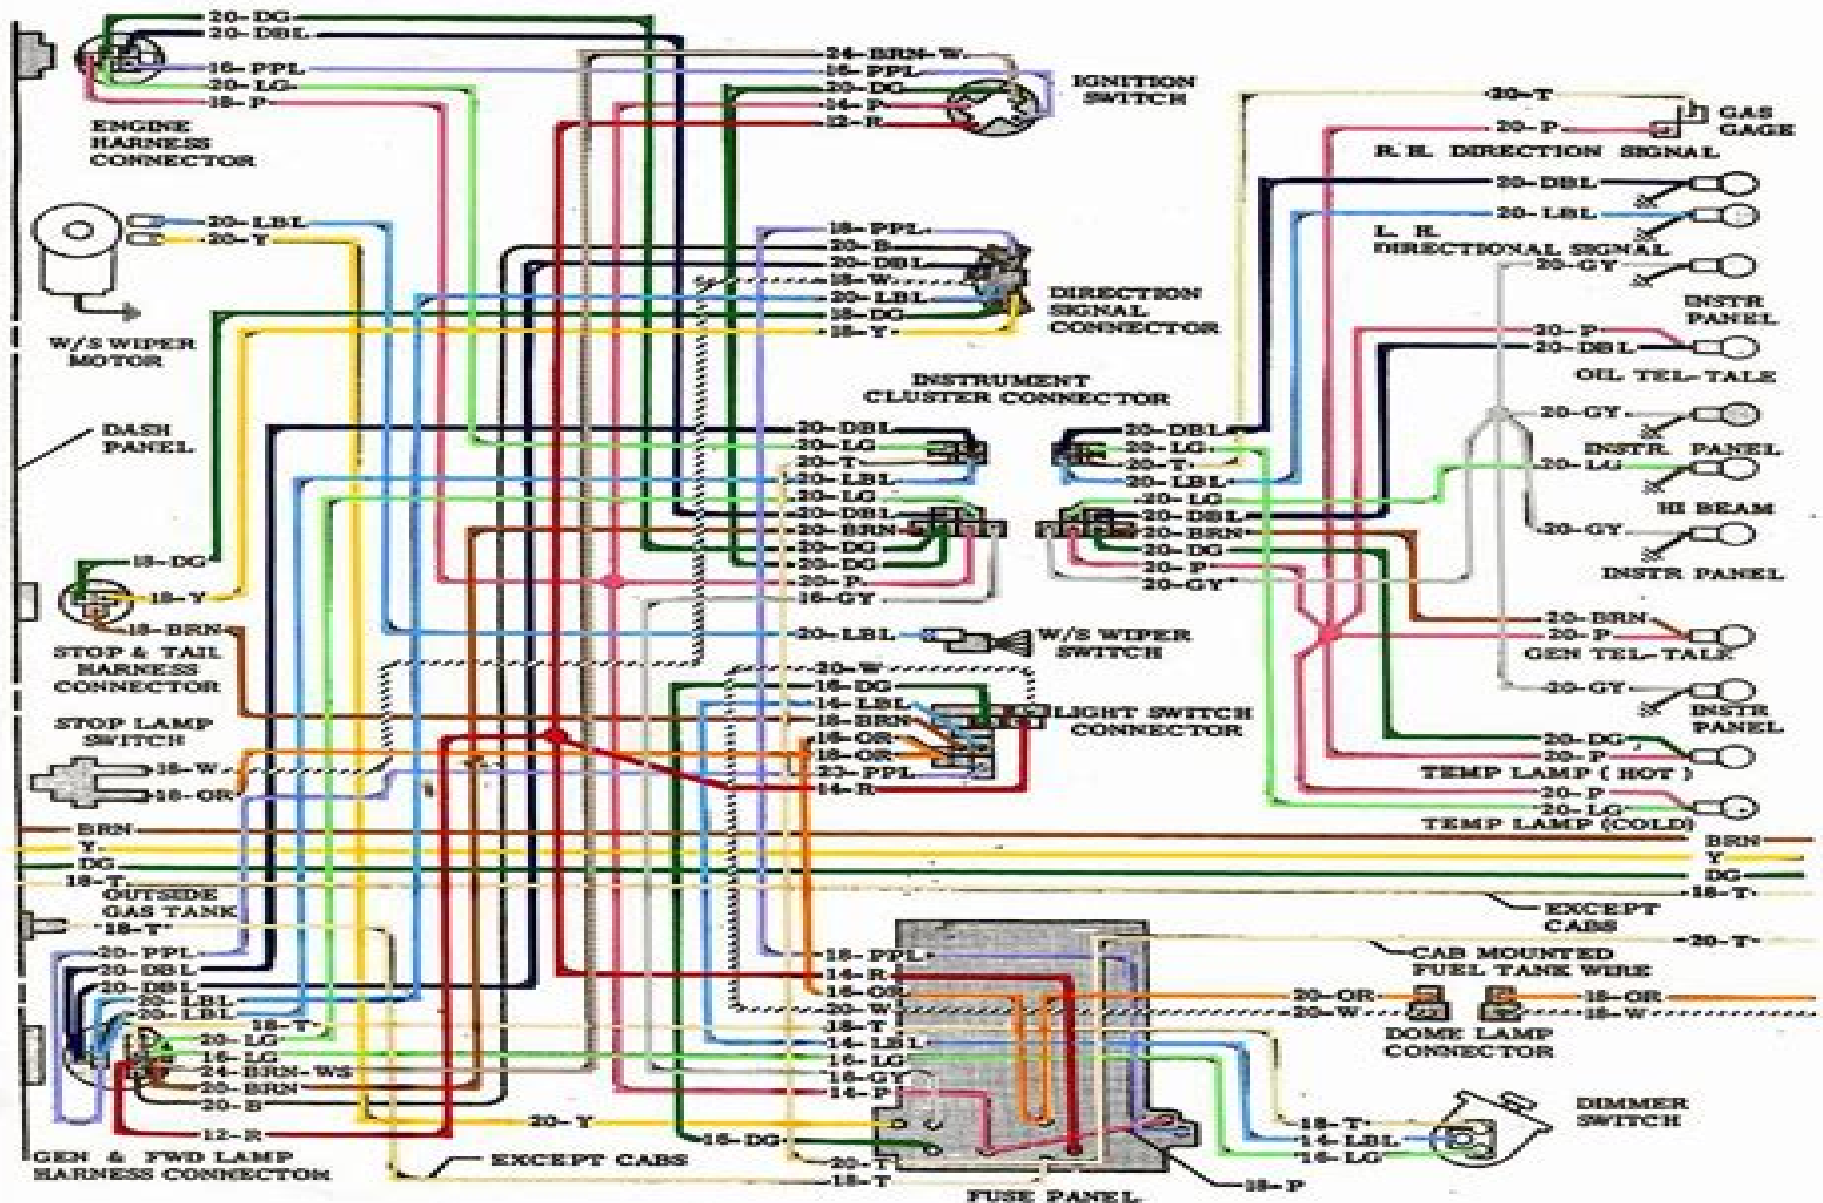 20-DG
20-DBL
16-PPL
20-LG
18-P
ENGINE
HARNESS
CONNECTOR
24-BRN-W
16-PPL
20-DG
14-P
12-R
IGNITION
SWITCH
20-T
GAS
GAGE
20-P
R. H. DIRECTION SIGNAL
20-DBL
20-LBL
L. H.
DIRECTIONAL SIGNAL
20-GY
INSTR
PANEL
20-P
20-DBL
OIL TEL-TALE
20-GY
INSTR. PANEL
20-LG
HI BEAM
20-GY
INSTR PANEL
20-BRN
20-P
GEN TEL-TALE
20-GY
INSTR
PANEL
20-DG
20-P
TEMP LAMP (HOT)
20-P
20-LG
TEMP LAMP (COLD)
20-LBL
20-Y
W/S WIPER
MOTOR
18-PPL
20-B
20-DBL
18-W
20-LBL
18-DG
18-Y
DIRECTION
SIGNAL
CONNECTOR
DASH
PANEL
INSTRUMENT
CLUSTER CONNECTOR
20-DBL
20-LG
20-T
20-LBL
20-LG
20-DBL
20-BRN
20-DG
20-DG
20-P
16-GY
20-DBL
20-LG
20-T
20-LBL
20-LG
20-DBL
20-BRN
20-DG
20-P
20-GY
18-DG
18-Y
18-BRN
STOP & TAIL
HARNESS
CONNECTOR
20-LBL
W/S WIPER
SWITCH
STOP LAMP
SWITCH
18-W
18-OR
20-W
16-DG
14-LBL
18-BRN
16-OR
18-OR
14-R
LIGHT SWITCH
CONNECTOR
BRN
Y
DG
18-T
BRN
Y
DG
18-T
EXCEPT
CABS
OUTSIDE
GAS TANK
18-T
20-PPL
20-DBL
20-DBL
20-LBL
20-LBL
18-T
20-LG
16-LG
24-BRN-WS
20-BRN
20-B
12-R
GEN & FWD LAMP
HARNESS CONNECTOR
20-Y
16-DG
EXCEPT CABS
18-PPL
14-R
16-OR
20-W
18-T
14-LBL
16-LG
16-GY
14-P
20-T
18-T
FUSE PANEL
18-P
20-T
CAB MOUNTED
FUEL TANK WIRE
20-OR
20-W
18-OR
18-W
DOME LAMP
CONNECTOR
18-T
14-LBL
16-LG
DIMMER
SWITCH